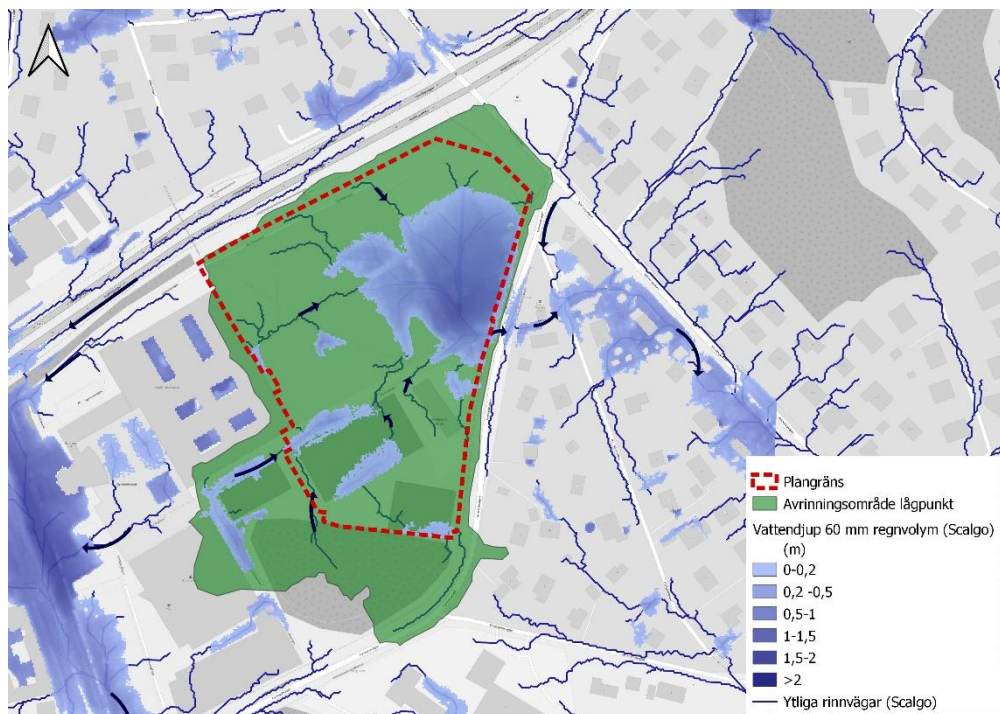 Plangräns
Avrinningsområde lågpunkt
Vattendjup 60 mm regnvolym (Scalgo)
(m)
0-0,2
0,2 -0,5
0,5-1
1-1,5
1,5-2
>2
Ytliga rinnvägar (Scalgo)